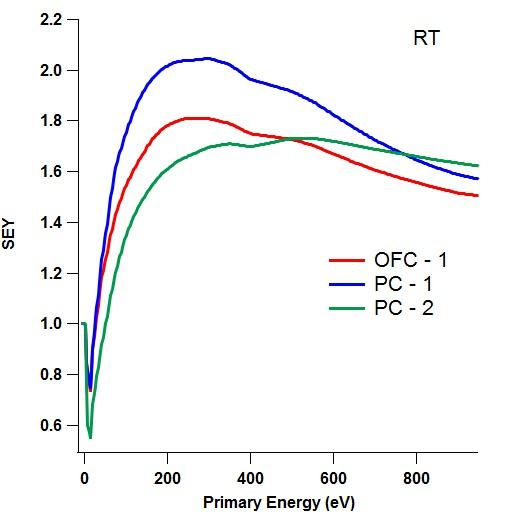 2.2
RT
2.0
1.8
1.6
1.4
1.2
1.0
0.8
0.6
SEY
OFC - 1
PC - 1
PC - 2
0 200 400 600 800
Primary Energy (eV)